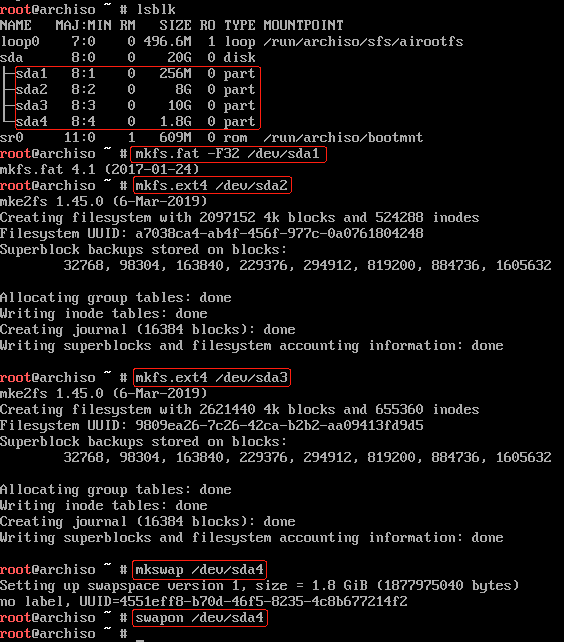 root@archiso ~ # lsblk
NAME   MAJ:MIN RM   SIZE RO TYPE MOUNTPOINT
loop0    7:0    0 496.6M  1 loop /run/archiso/sfs/airootfs
sda      8:0    0    20G  0 disk
├─sda1   8:1    0   256M  0 part
├─sda2   8:2    0     8G  0 part
├─sda3   8:3    0    10G  0 part
└─sda4   8:4    0   1.8G  0 part
sr0     11:0    1   609M  0 rom  /run/archiso/bootmnt
root@archiso ~ # mkfs.fat -F32 /dev/sda1
mkfs.fat 4.1 (2017-01-24)
root@archiso ~ # mkfs.ext4 /dev/sda2
mke2fs 1.45.0 (6-Mar-2019)
Creating filesystem with 2097152 4k blocks and 524288 inodes
Filesystem UUID: a7038ca4-ab4f-456f-977c-0a0761804248
Superblock backups stored on blocks:
        32768, 98304, 163840, 229376, 294912, 819200, 884736, 1605632

Allocating group tables: done
Writing inode tables: done
Creating journal (16384 blocks): done
Writing superblocks and filesystem accounting information: done

root@archiso ~ # mkfs.ext4 /dev/sda3
mke2fs 1.45.0 (6-Mar-2019)
Creating filesystem with 2621440 4k blocks and 655360 inodes
Filesystem UUID: 9809ea26-7c26-42ca-b2b2-aa09413fd9d5
Superblock backups stored on blocks:
        32768, 98304, 163840, 229376, 294912, 819200, 884736, 1605632

Allocating group tables: done
Writing inode tables: done
Creating journal (16384 blocks): done
Writing superblocks and filesystem accounting information: done

root@archiso ~ # mkswap /dev/sda4
Setting up swapspace version 1, size = 1.8 GiB (1877975040 bytes)
no label, UUID=4551eff8-b70d-46f5-8235-4c8b677214f2
root@archiso ~ # swapon /dev/sda4
root@archiso ~ # _